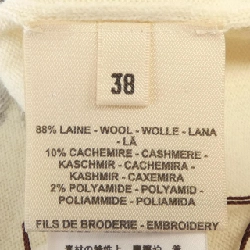 38
88% LAINE - WOOL - WOLLE - LANA
- LÃ
10% CACHEMIRE - CASHMERE -
KASCHMIR - CACHEMIRA -
KASHMIR - CAXEMIRA
2% POLYAMIDE - POLYAMID -
POLIAMMIDE - POLIAMIDA
FILS DE BRODERIE - EMBROIDERY